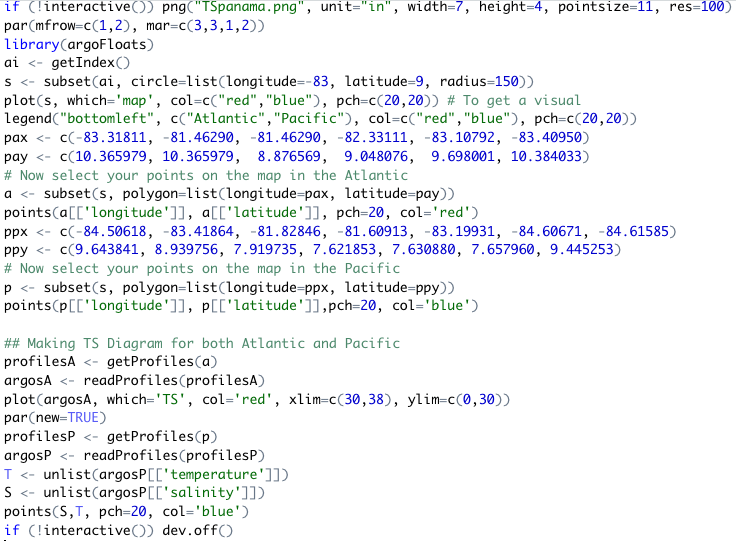 if (!interactive()) png("TSpanama.png", unit="in", width=7, height=4, pointsize=11, res=100)
par(mfrow=c(1,2), mar=c(3,3,1,2))
library(argoFloats)
ai <- getIndex()
s <- subset(ai, circle=list(longitude=-83, latitude=9, radius=150))
plot(s, which='map', col=c("red","blue"), pch=c(20,20)) # To get a visual
legend("bottomleft", c("Atlantic","Pacific"), col=c("red","blue"), pch=c(20,20))
pax <- c(-83.31811, -81.46290, -81.46290, -82.33111, -83.10792, -83.40950)
pay <- c(10.365979, 10.365979,  8.876569,  9.048076,  9.698001, 10.384033)
# Now select your points on the map in the Atlantic
a <- subset(s, polygon=list(longitude=pax, latitude=pay))
points(a[['longitude']], a[['latitude']], pch=20, col='red')
ppx <- c(-84.50618, -83.41864, -81.82846, -81.60913, -83.19931, -84.60671, -84.61585)
ppy <- c(9.643841, 8.939756, 7.919735, 7.621853, 7.630880, 7.657960, 9.445253)
# Now select your points on the map in the Pacific
p <- subset(s, polygon=list(longitude=ppx, latitude=ppy))
points(p[['longitude']], p[['latitude']],pch=20, col='blue')

## Making TS Diagram for both Atlantic and Pacific
profilesA <- getProfiles(a)
argosA <- readProfiles(profilesA)
plot(argosA, which='TS', col='red', xlim=c(30,38), ylim=c(0,30))
par(new=TRUE)
profilesP <- getProfiles(p)
argosP <- readProfiles(profilesP)
T <- unlist(argosP[['temperature']])
S <- unlist(argosP[['salinity']])
points(S,T, pch=20, col='blue')
if (!interactive()) dev.off()